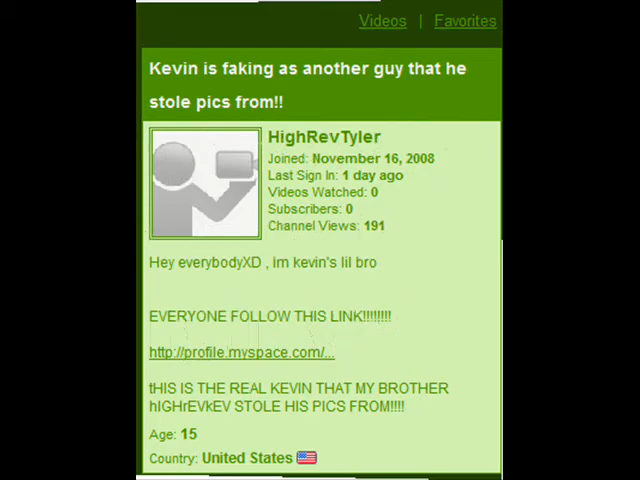 Videos | Favorites
Kevin is faking as another guy that he
stole pics from!!
HighRevTyler
Joined: November 16, 2008
Last Sign In: 1 day ago
Videos Watched: 0
Subscribers: 0
Channel Views: 191
Hey everybodyXD , im kevin's lil bro
EVERYONE FOLLOW THIS LINK!!!!!!!!
http://profile.myspace.com/...
tHIS IS THE REAL KEVIN THAT MY BROTHER
hIGHrEVkEV STOLE HIS PICS FROM!!!!
Age: 15
Country: United States